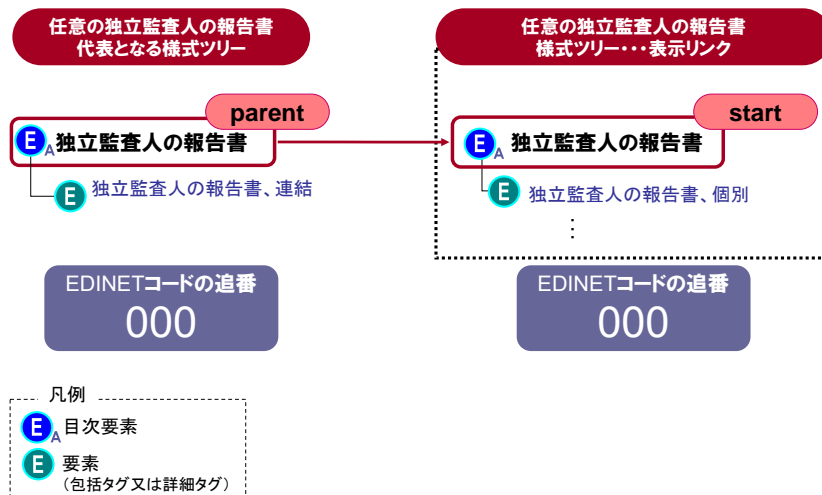 任意の独立監査人の報告書
代表となる様式ツリー
任意の独立監査人の報告書
様式ツリー・・・表示リンク
parent
start
E A 独立監査人の報告書
E A 独立監査人の報告書
E 独立監査人の報告書、連結
E 独立監査人の報告書、個別
⋮
EDINETコードの追番
000
EDINETコードの追番
000
凡例
E A 目次要素
E 要素
（包括タグ又は詳細タグ）